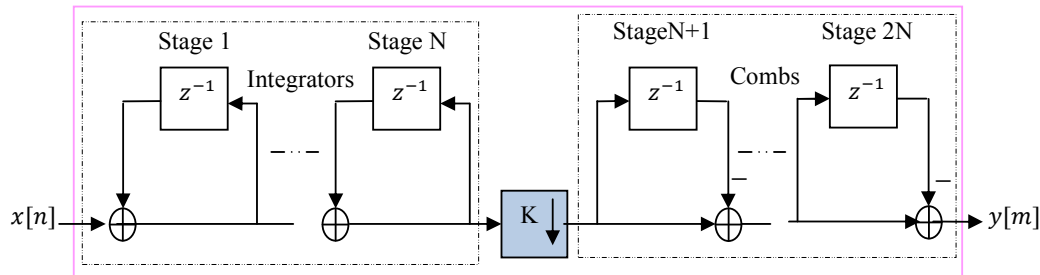 Stage 1
Stage N
StageN+1
Stage 2N
z⁻¹
Integrators
z⁻¹
z⁻¹
Combs
z⁻¹
x[n]
K
y[m]